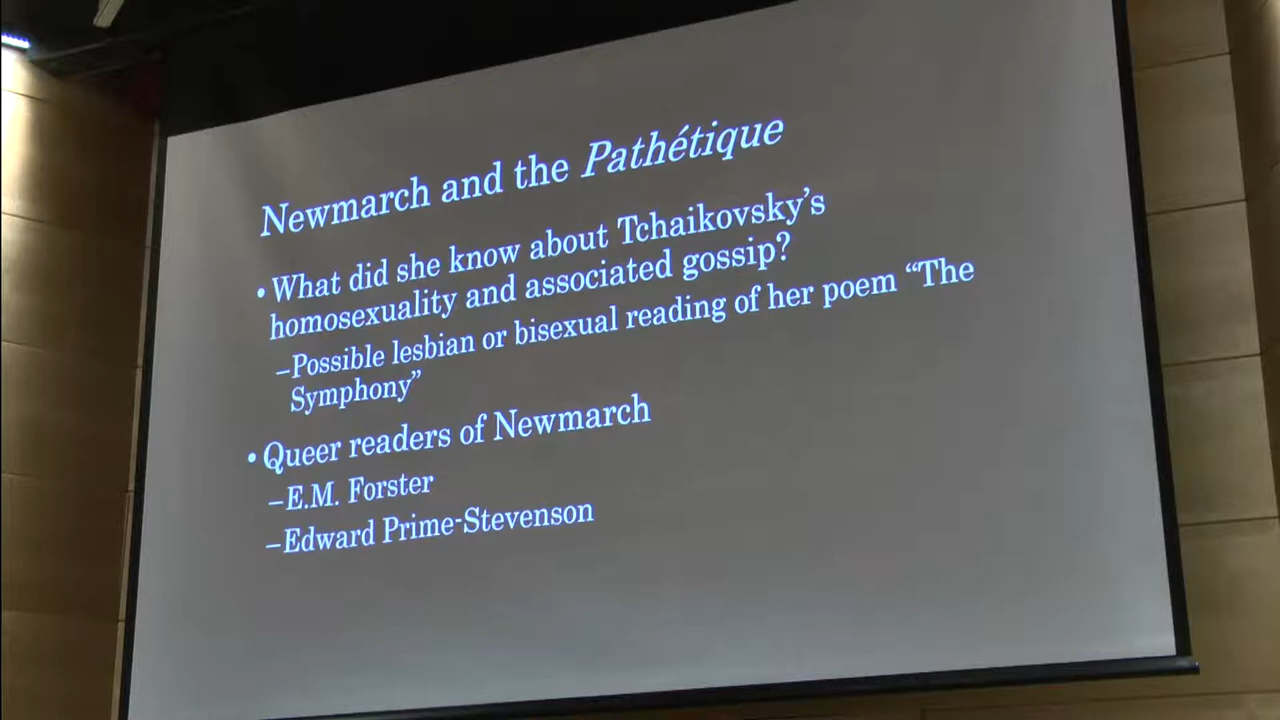 Newmarch and the Pathétique
• What did she know about Tchaikovsky’s
homosexuality and associated gossip?
–Possible lesbian or bisexual reading of her poem “The
Symphony”
• Queer readers of Newmarch
–E.M. Forster
–Edward Prime-Stevenson